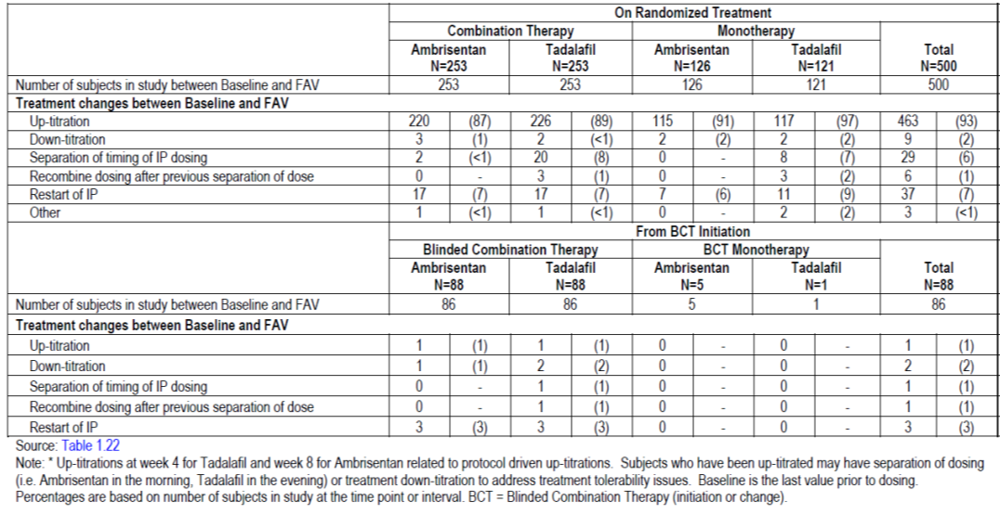 On Randomized Treatment
Combination Therapy Monotherapy
Ambrisentan Tadalafil Ambrisentan Tadalafil Total
N=253 N=253 N=126 N=121 N=500
Number of subjects in study between Baseline and FAV 253 253 126 121 500
Treatment changes between Baseline and FAV
Up-titration 220 (87) 226 (89) 115 (91) 117 (97) 463 (93)
Down-titration 3 (1) 2 (<1) 2 (2) 2 (2) 9 (2)
Separation of timing of IP dosing 2 (<1) 20 (8) 0 - 8 (7) 29 (6)
Recombine dosing after previous separation of dose 0 - 3 (1) 0 - 3 (2) 6 (1)
Restart of IP 17 (7) 17 (7) 7 (6) 11 (9) 37 (7)
Other 1 (<1) 1 (<1) 0 - 2 (2) 3 (<1)
From BCT Initiation
Blinded Combination Therapy BCT Monotherapy
Ambrisentan Tadalafil Ambrisentan Tadalafil Total
N=88 N=88 N=5 N=1 N=88
Number of subjects in study between Baseline and FAV 86 86 5 1 86
Treatment changes between Baseline and FAV
Up-titration 1 (1) 1 (1) 0 - 0 - 1 (1)
Down-titration 1 (1) 2 (2) 0 - 0 - 2 (2)
Separation of timing of IP dosing 0 - 1 (1) 0 - 0 - 1 (1)
Recombine dosing after previous separation of dose 0 - 1 (1) 0 - 0 - 1 (1)
Restart of IP 3 (3) 3 (3) 0 - 0 - 3 (3)
Source: Table 1.22
Note: * Up-titrations at week 4 for Tadalafil and week 8 for Ambrisentan related to protocol driven up-titrations. Subjects who have been up-titrated may have separation of dosing
(i.e. Ambrisentan in the morning, Tadalafil in the evening) or treatment down-titration to address treatment tolerability issues. Baseline is the last value prior to dosing.
Percentages are based on number of subjects in study at the time point or interval. BCT = Blinded Combination Therapy (initiation or change).